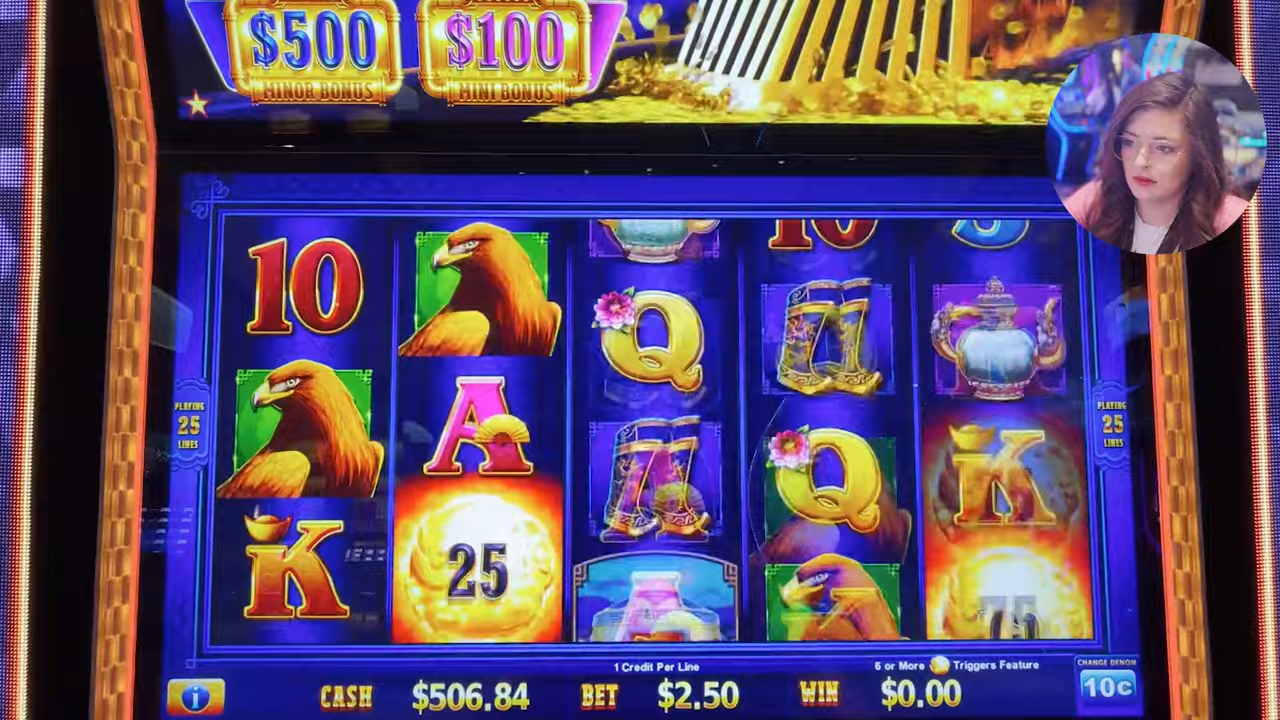 $500
$100
MINOR BONUS
MINI BONUS
10
10
Q
PLAYING
25
LINES
A
Q
K
PLAYING
25
LINES
K
25
1 Credit Per Line
6 or More Triggers Feature
CHANGE DENOM
10¢
i
CASH
$506.84
BET
$2.50
WIN
$0.00